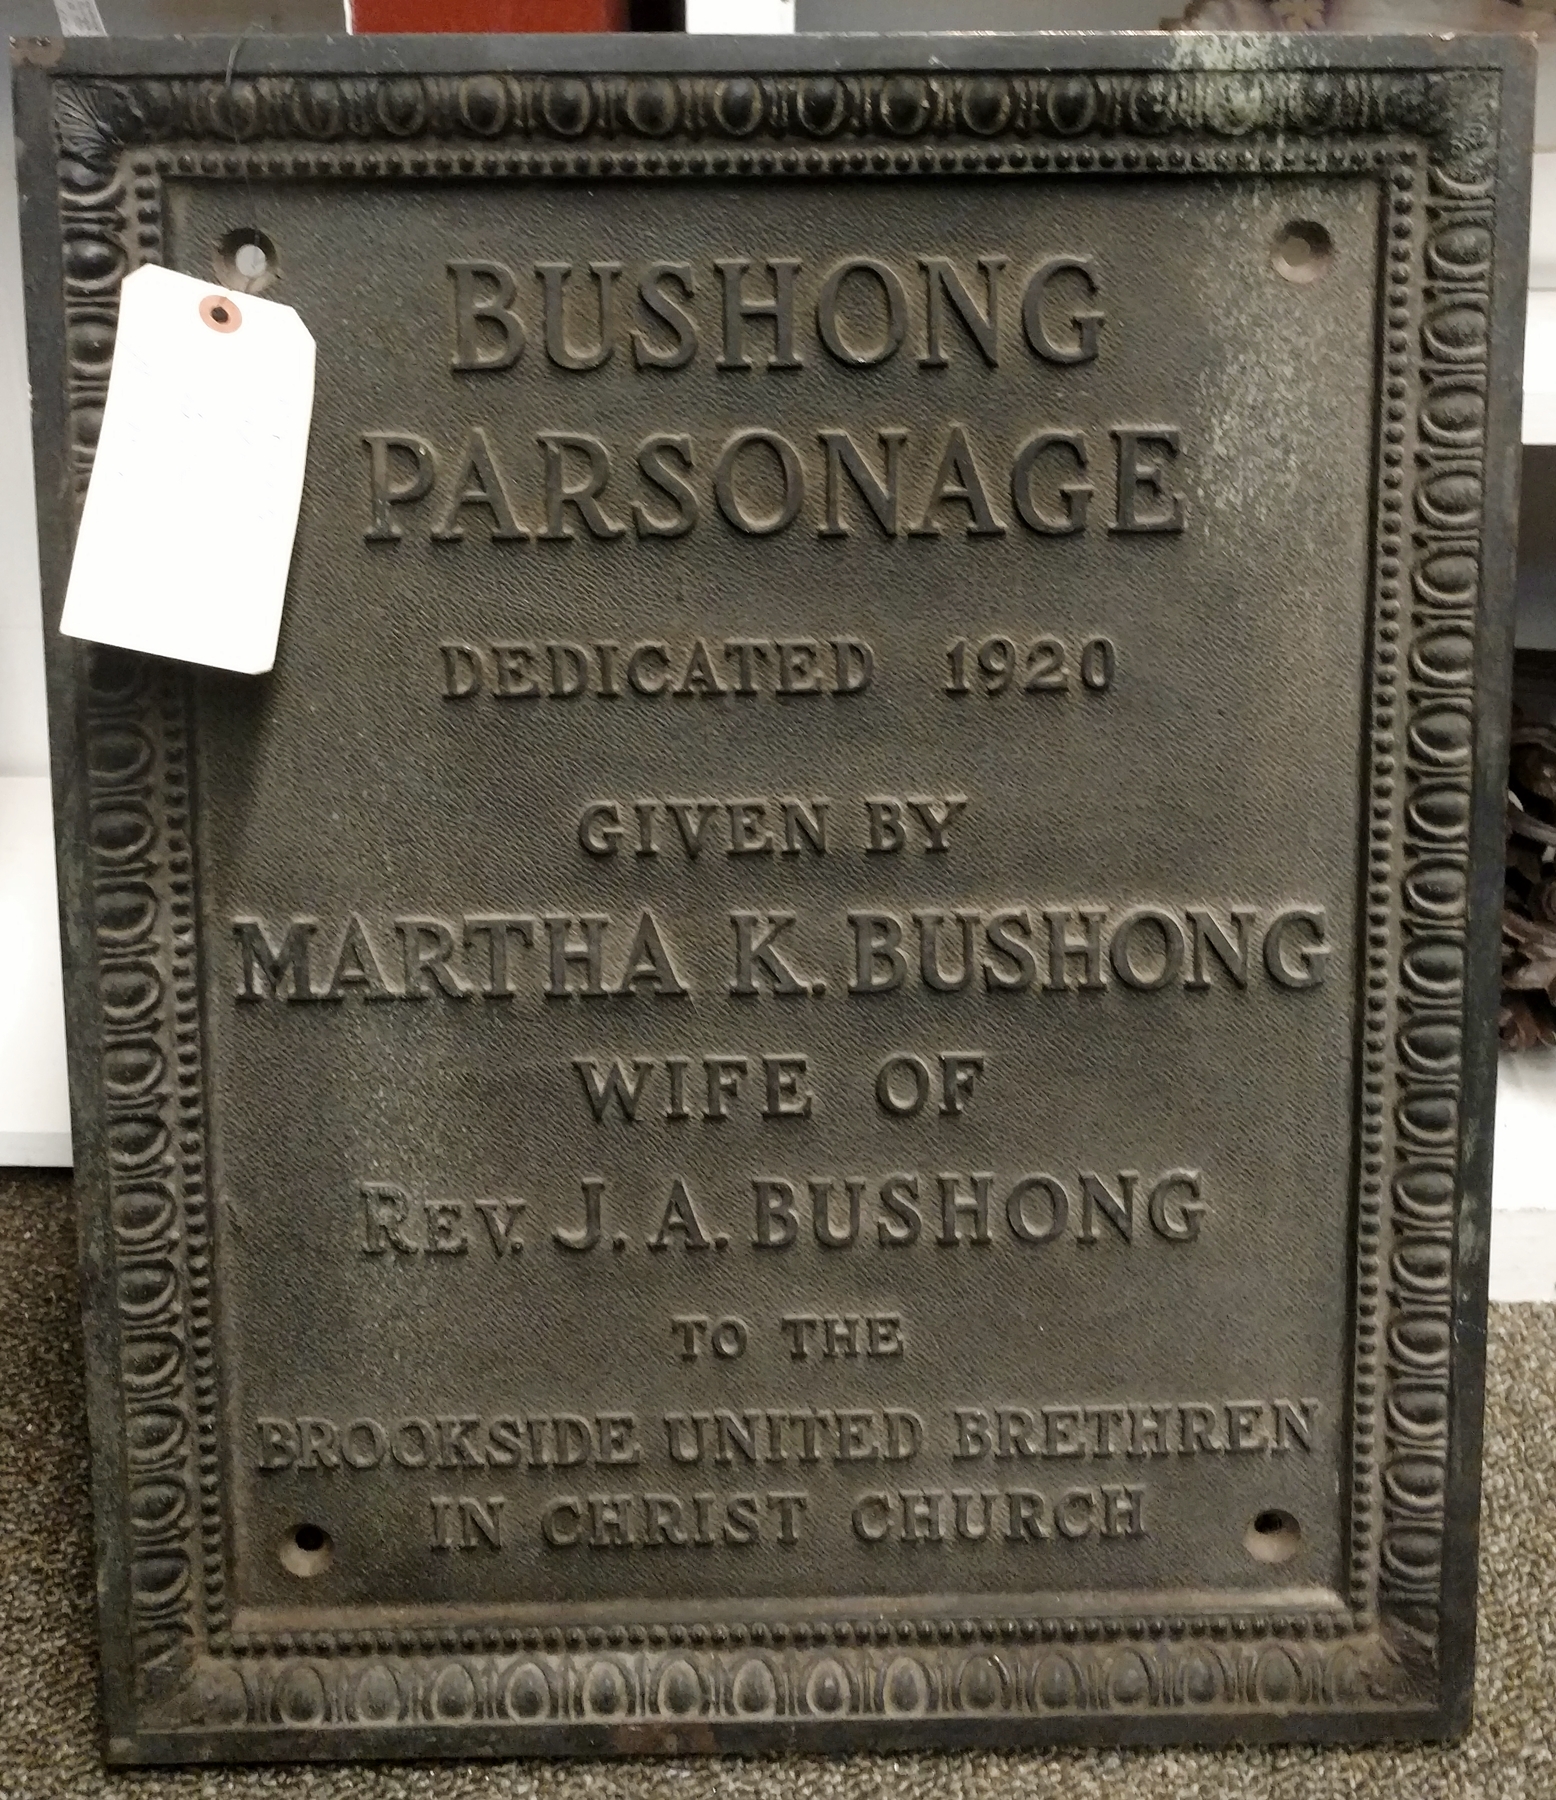 BUSHONG
PARSONAGE
DEDICATED 1920
GIVEN BY
MARTHA K. BUSHONG
WIFE OF
REV. J. A. BUSHONG
TO THE
BROOKSIDE UNITED BRETHREN
IN CHRIST CHURCH